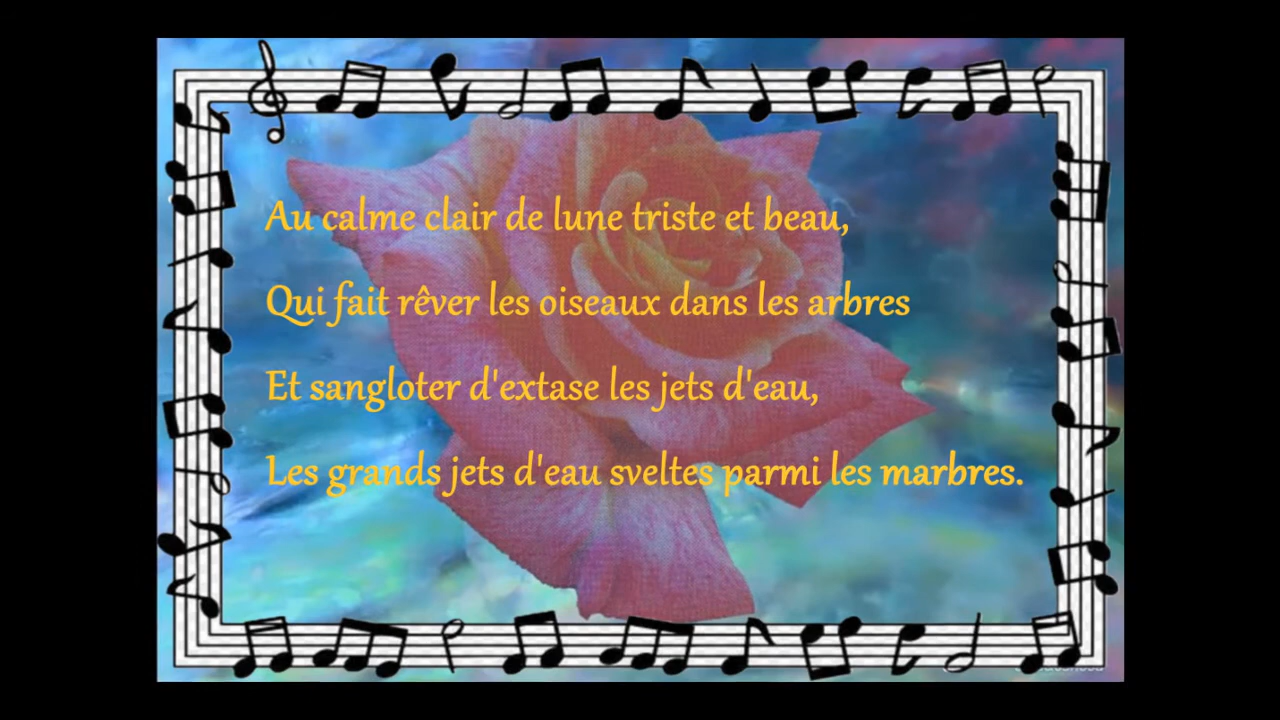 Au calme clair de lune triste et beau,
Qui fait rêver les oiseaux dans les arbres
Et sangloter d'extase les jets d'eau,
Les grands jets d'eau sveltes parmi les marbres.